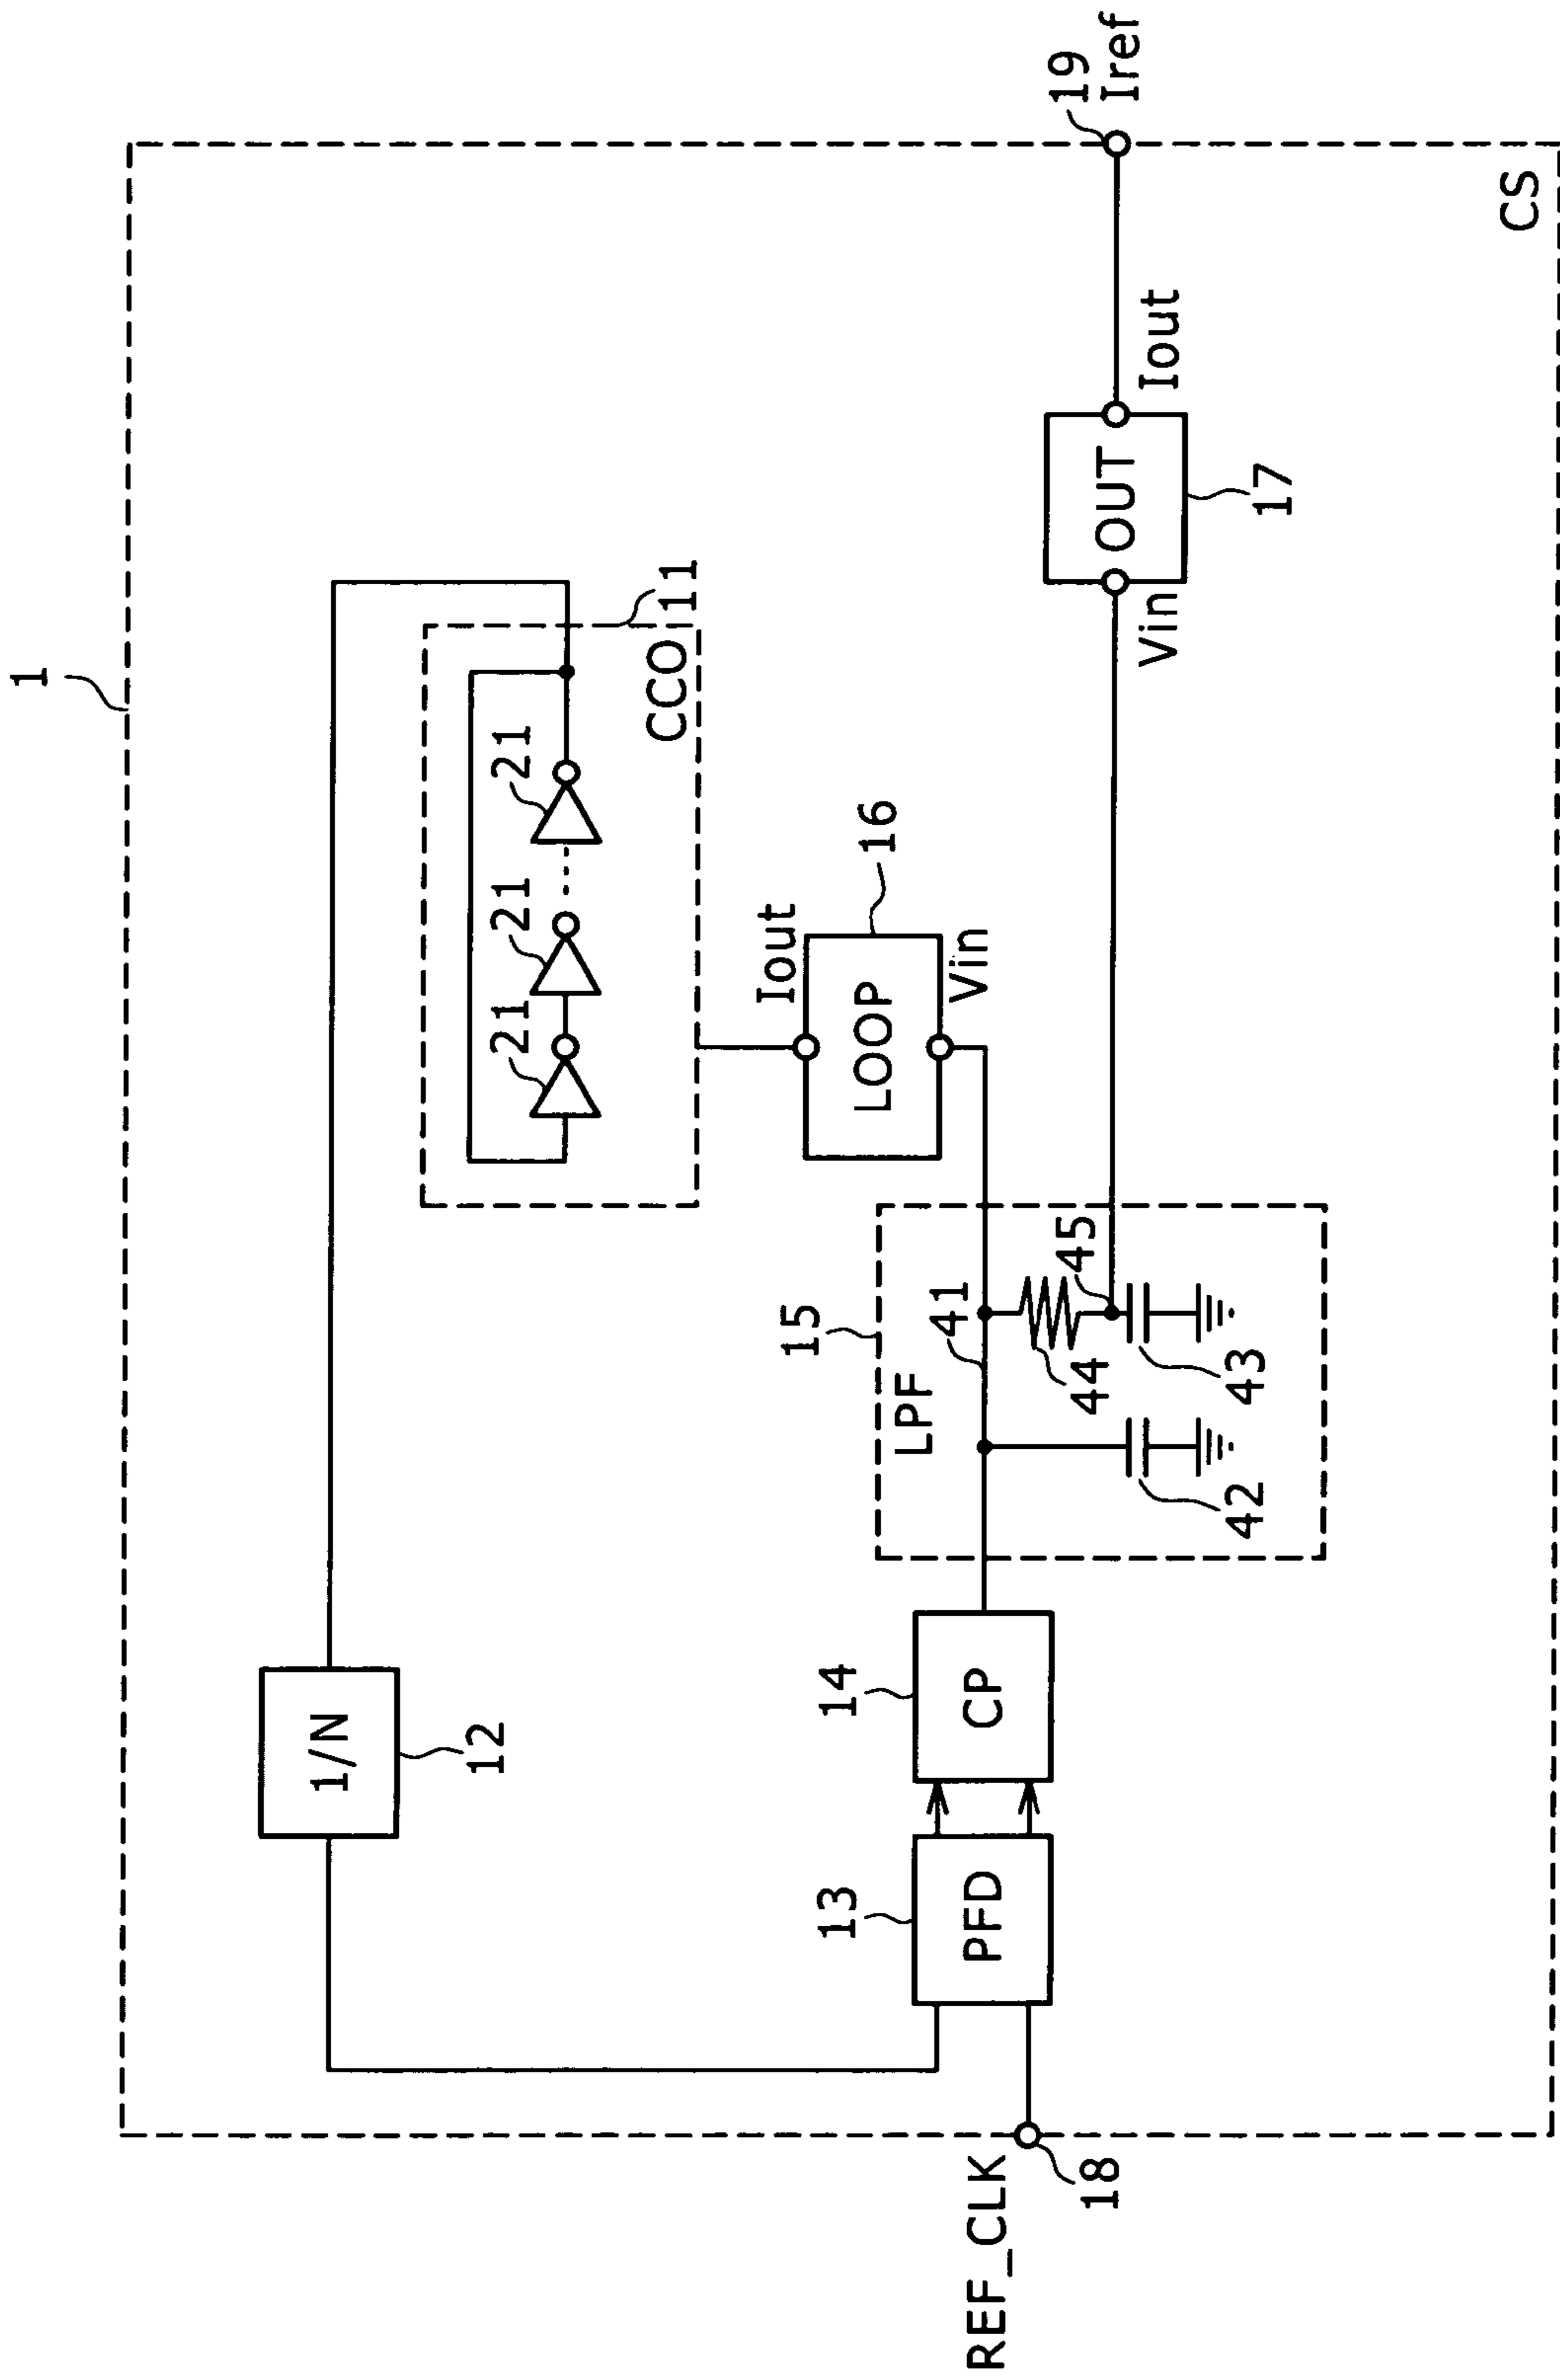 1
1/N
12
CCO
11
21
21
21
Iout
LOOP
16
Vin
REF_CLK
18
13
PFD
14
CP
15
LPF
41
44
45
42
43
Vin
OUT
17
Iout
19
Iref
CS